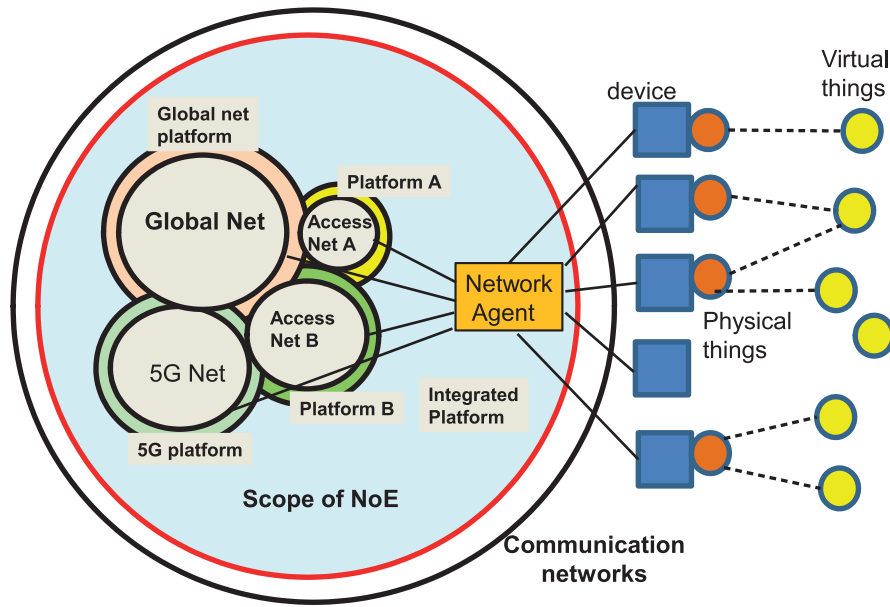 Virtual
things
device
Global net
platform
Platform A
Global Net
Access
Net A
Network
Agent
Access
Net B
Physical
things
5G Net
Integrated
Platform
Platform B
5G platform
Scope of NoE
Communication
networks